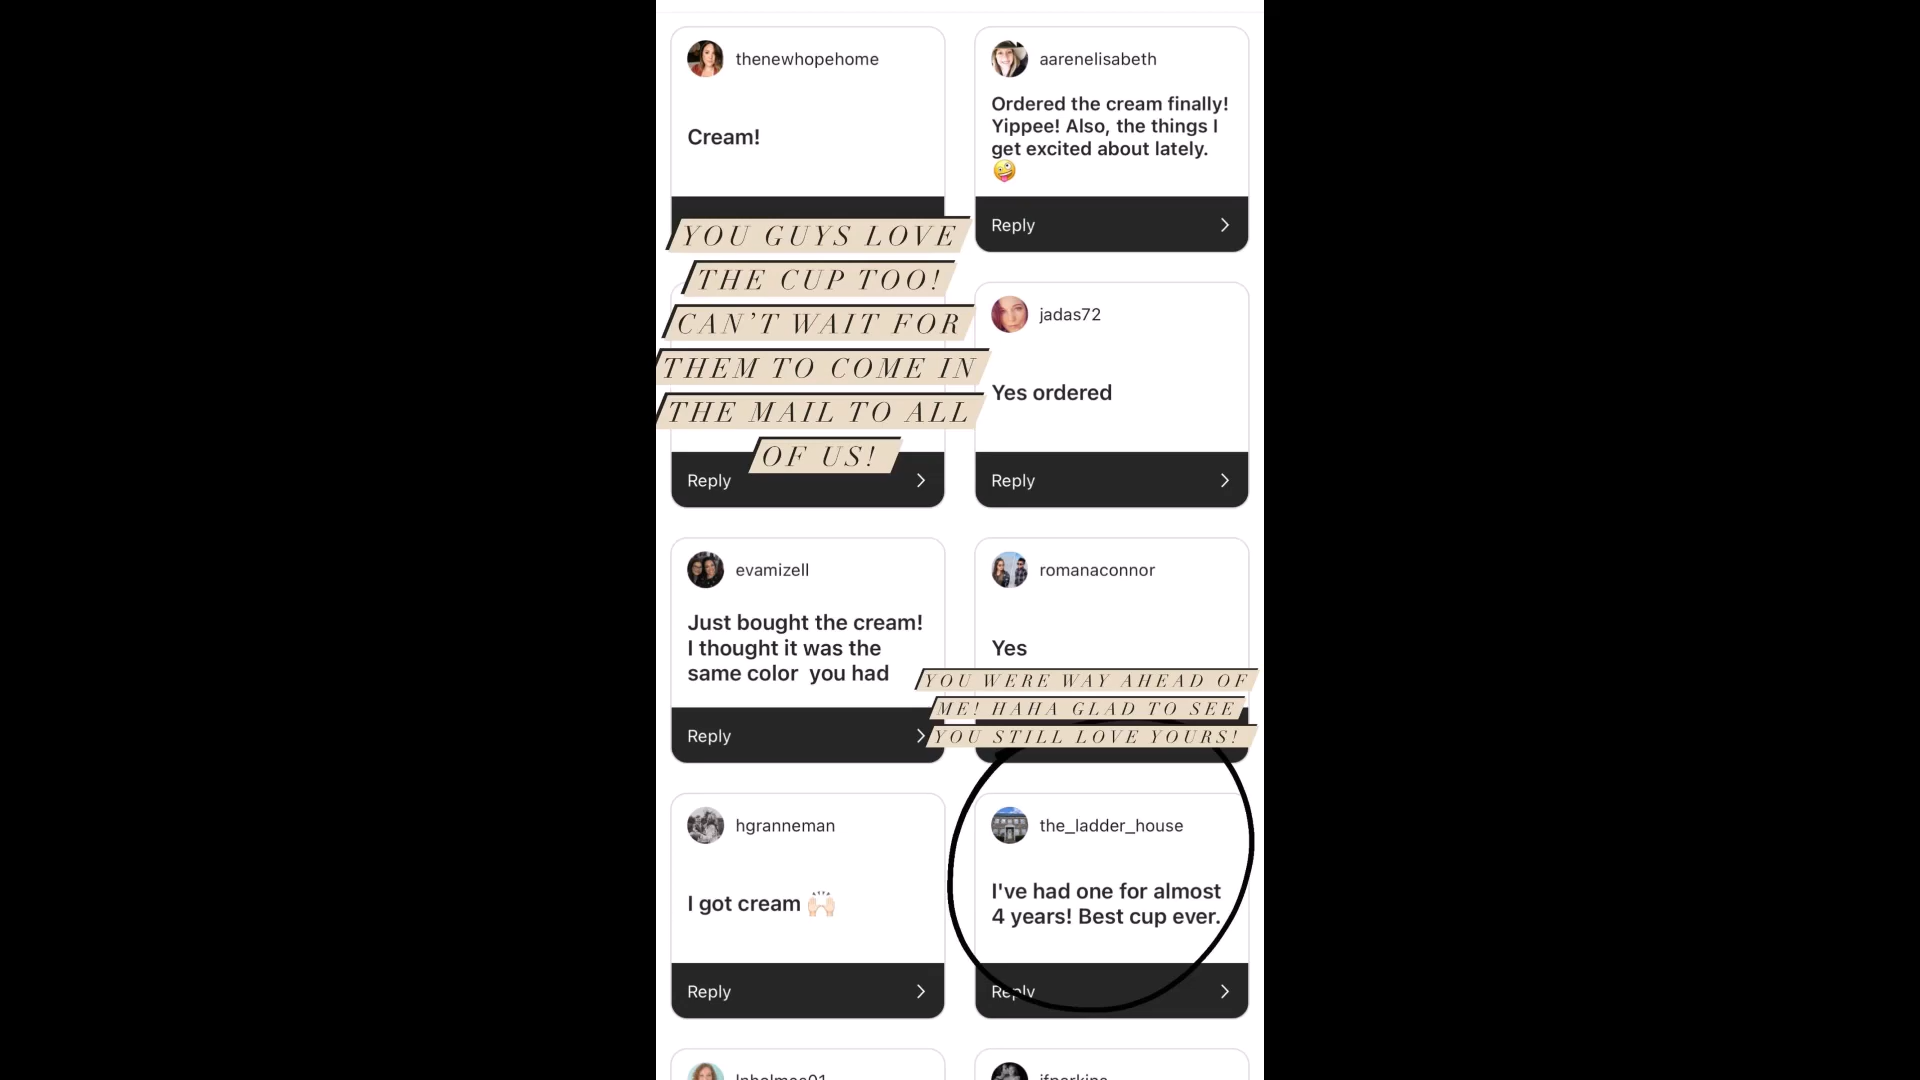 thenewhopehome
Cream!
aarenelisabeth
Ordered the cream finally!
Yippee! Also, the things I
get excited about lately.
🤪
Reply
YOU GUYS LOVE
THE CUP TOO!
CAN'T WAIT FOR
THEM TO COME IN
THE MAIL TO ALL
OF US!
Reply
jadas72
Yes ordered
Reply
evamizell
Just bought the cream!
I thought it was the
same color  you had
Reply
romanaconnor
Yes
YOU WERE WAY AHEAD OF
ME! HAHA GLAD TO SEE
YOU STILL LOVE YOURS!
hgranneman
I got cream 🙌🏻
Reply
the_ladder_house
I've had one for almost
4 years! Best cup ever.
Reply